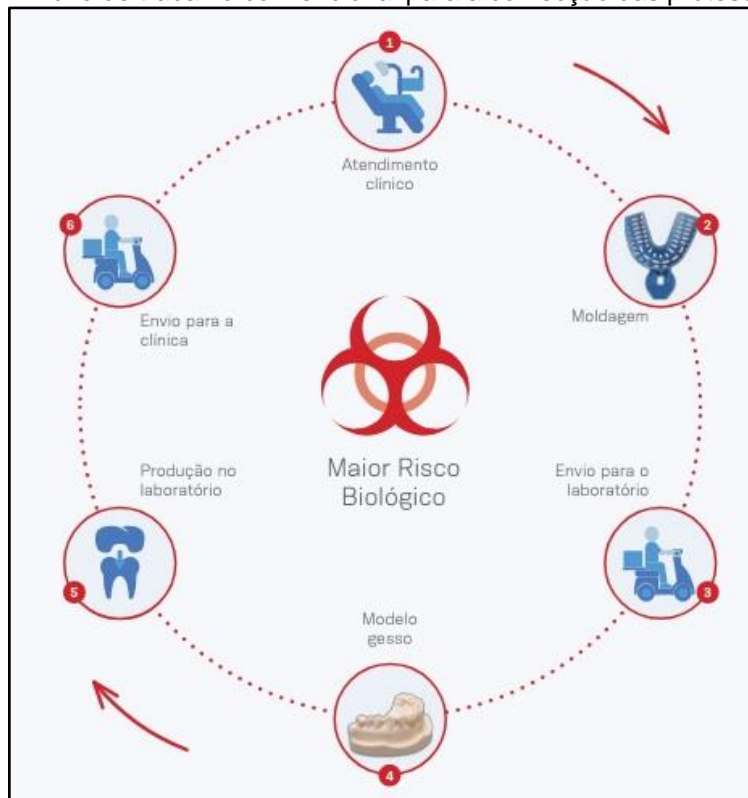 1
Atendimento
clínico
2
Moldagem
Envio para o
laboratório
3
Modelo
gesso
4
Produção no
laboratório
5
6
Envio para a
clínica
Maior Risco
Biológico